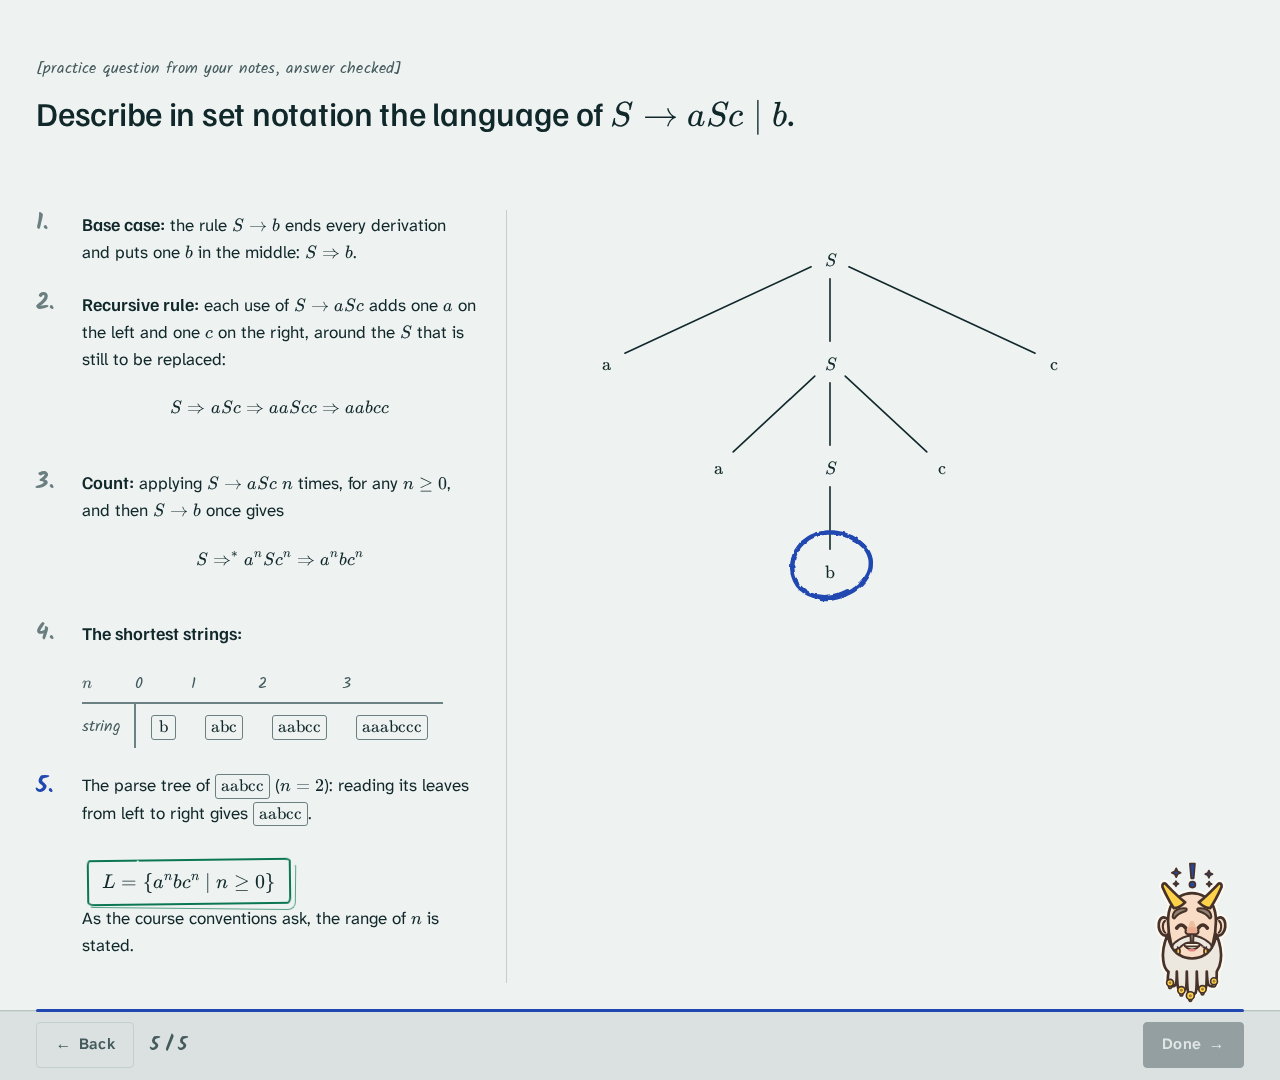 [practice question from your notes, answer checked]
Describe in set notation the language of S → aSc | b.
1. Base case: the rule S → b ends every derivation
and puts one b in the middle: S ⇒ b.
2. Recursive rule: each use of S → aSc adds one a on
the left and one c on the right, around the S that is
still to be replaced:
S ⇒ aSc ⇒ aaScc ⇒ aabcc
3. Count: applying S → aSc n times, for any n ≥ 0,
and then S → b once gives
S ⇒* aⁿScⁿ ⇒ aⁿbcⁿ
4. The shortest strings:
n 0 1 2 3
string b abc aabcc aaabccc
5. The parse tree of aabcc (n = 2): reading its leaves
from left to right gives aabcc.
L = {aⁿbcⁿ | n ≥ 0}
As the course conventions ask, the range of n is
stated.
S
a S c
a S c
b
!
← Back 5 / 5 Done →